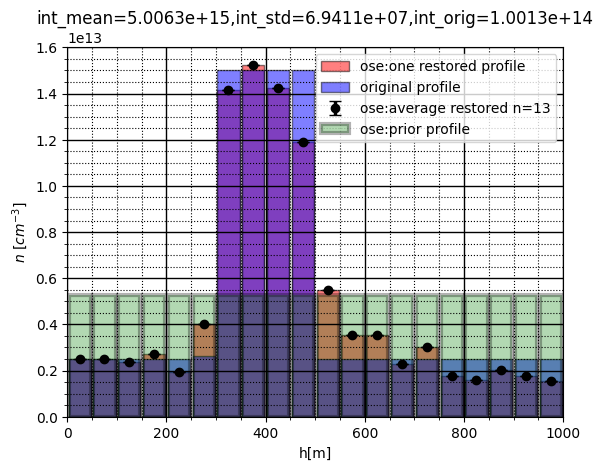 int_mean=5.0063e+15,int_std=6.9411e+07,int_orig=1.0013e+14
1e13
ose:one restored profile
original profile
ose:average restored n=13
ose:prior profile
1.6
1.4
1.2
1.0
0.8
0.6
0.4
0.2
0.0
n [cm⁻³]
0 200 400 600 800 1000
h[m]